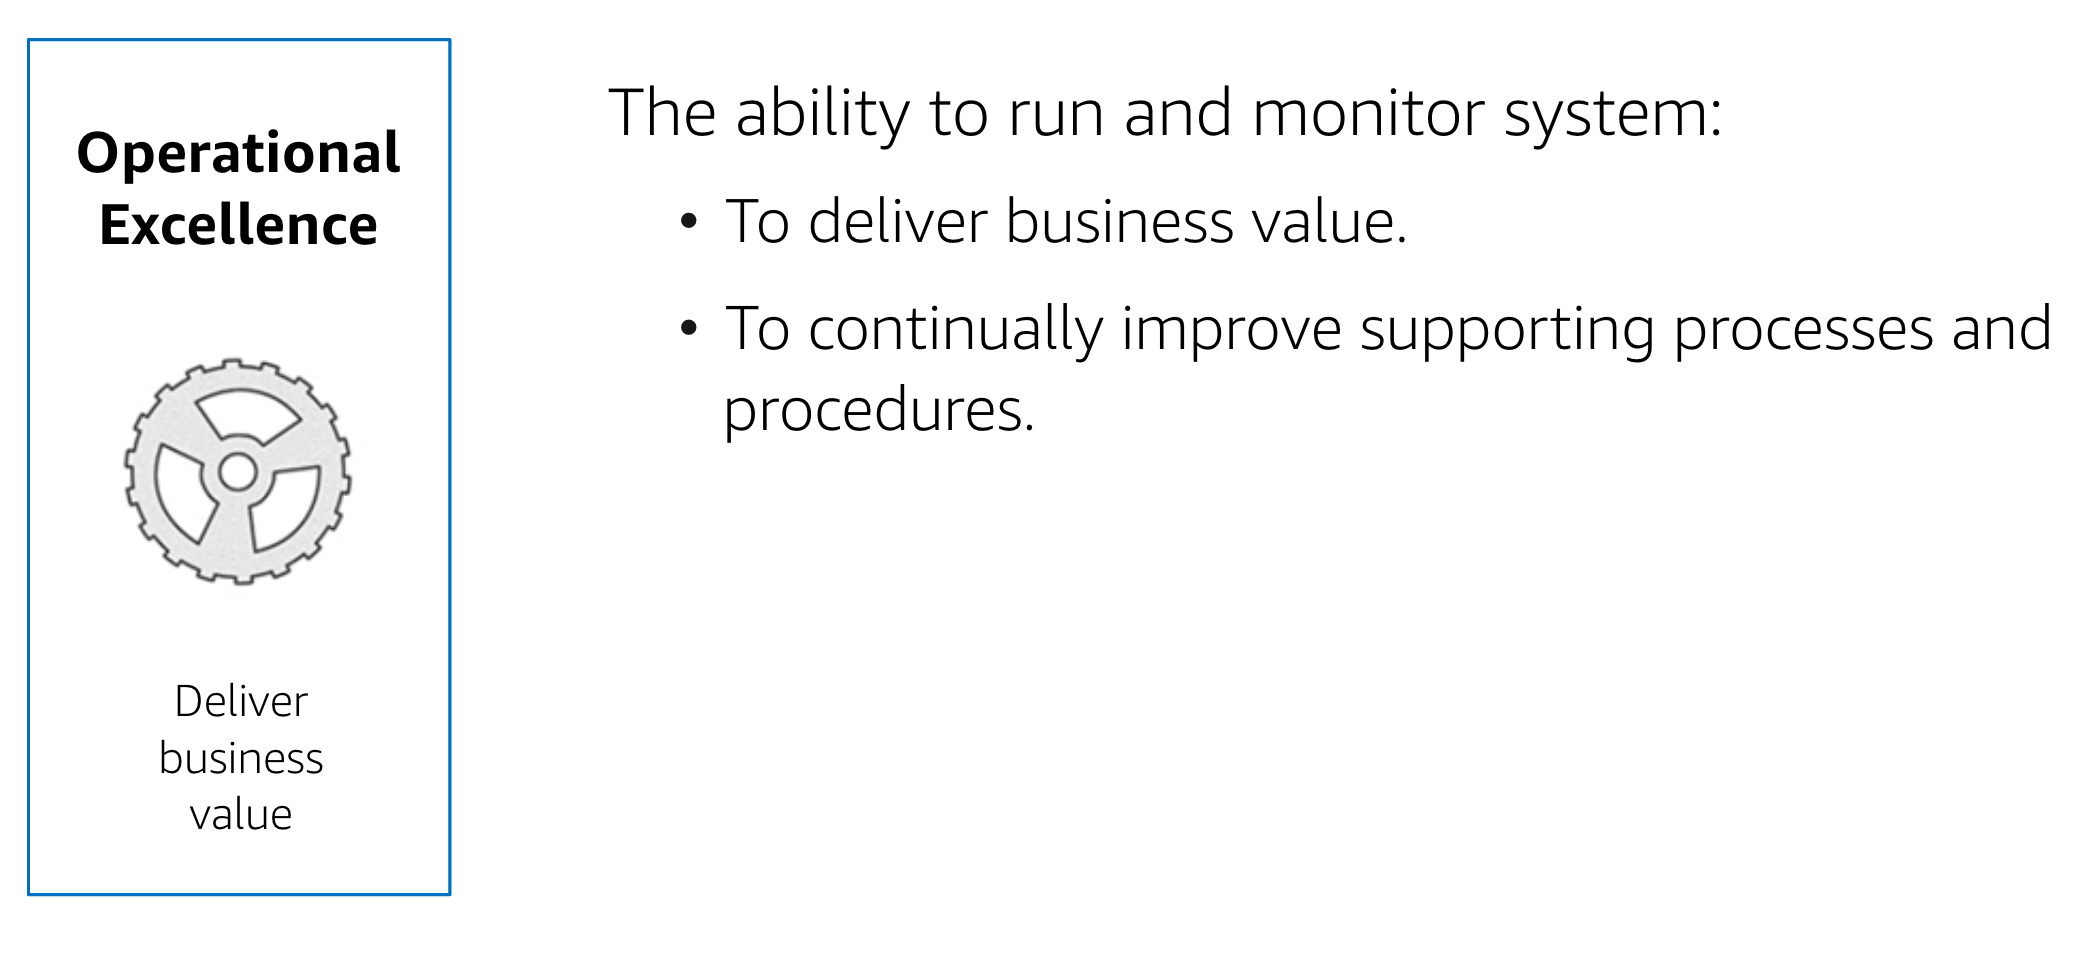 Operational
Excellence
Deliver
business
value
The ability to run and monitor system:
• To deliver business value.
• To continually improve supporting processes and
procedures.